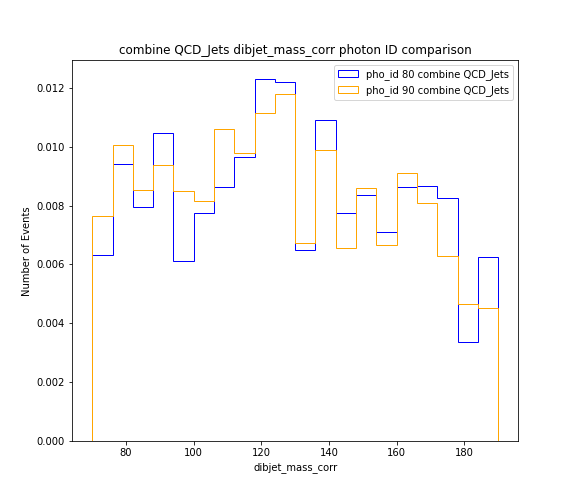 combine QCD_Jets dibjet_mass_corr photon ID comparison
pho_id 80 combine QCD_Jets
pho_id 90 combine QCD_Jets
Number of Events
0.012
0.010
0.008
0.006
0.004
0.002
0.000
80 100 120 140 160 180
dibjet_mass_corr